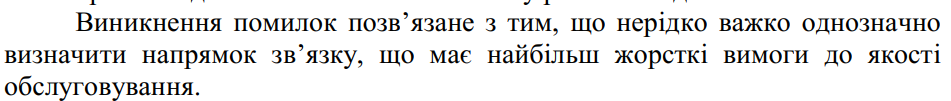 Виникнення помилок позв’язане з тим, що нерідко важко однозначно
визначити напрямок зв’язку, що має найбільш жорсткі вимоги до якості
обслуговування.